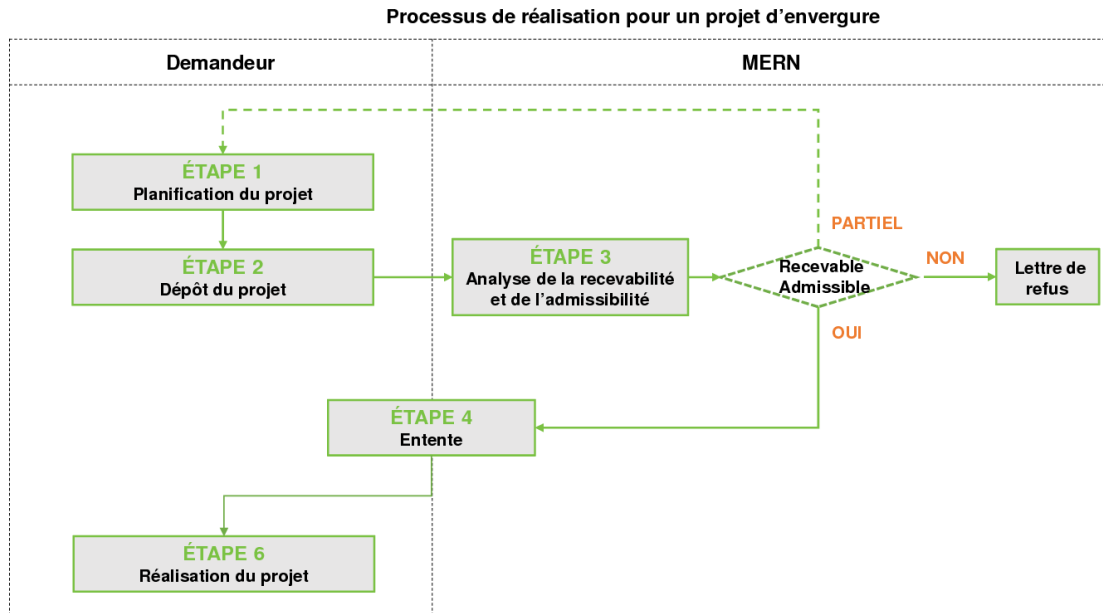 Processus de réalisation pour un projet d'envergure
Demandeur
MERN
ÉTAPE 1
Planification du projet
PARTIEL
ÉTAPE 2
Dépôt du projet
ÉTAPE 3
Analyse de la recevabilité
et de l'admissibilité
Recevable
Admissible
NON
Lettre de
refus
OUI
ÉTAPE 4
Entente
ÉTAPE 6
Réalisation du projet